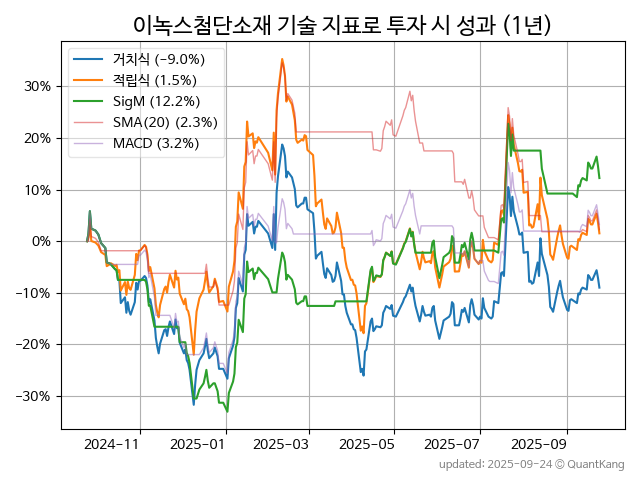 이녹스첨단소재 기술 지표로 투자 시 성과 (1년)
거치식 (−9.0%)
적립식 (1.5%)
SigM (12.2%)
SMA(20) (2.3%)
MACD (3.2%)
30%
20%
10%
0%
−10%
−20%
−30%
2024-11 2025-01 2025-03 2025-05 2025-07 2025-09
updated: 2025-09-24 © QuantKang